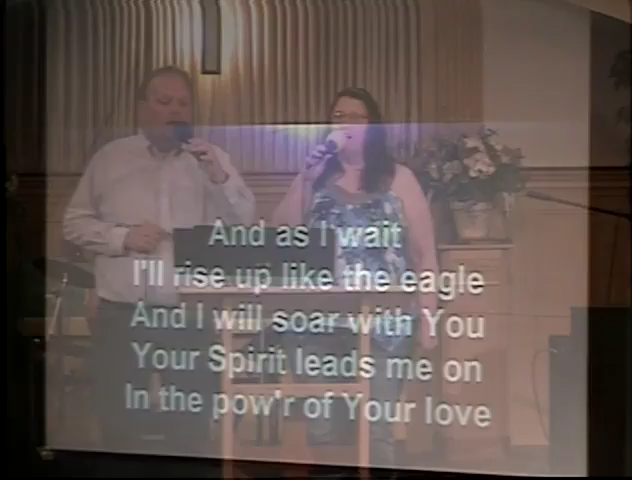 And as I wait
I'll rise up like the eagle
And I will soar with You
Your Spirit leads me on
In the pow'r of Your love